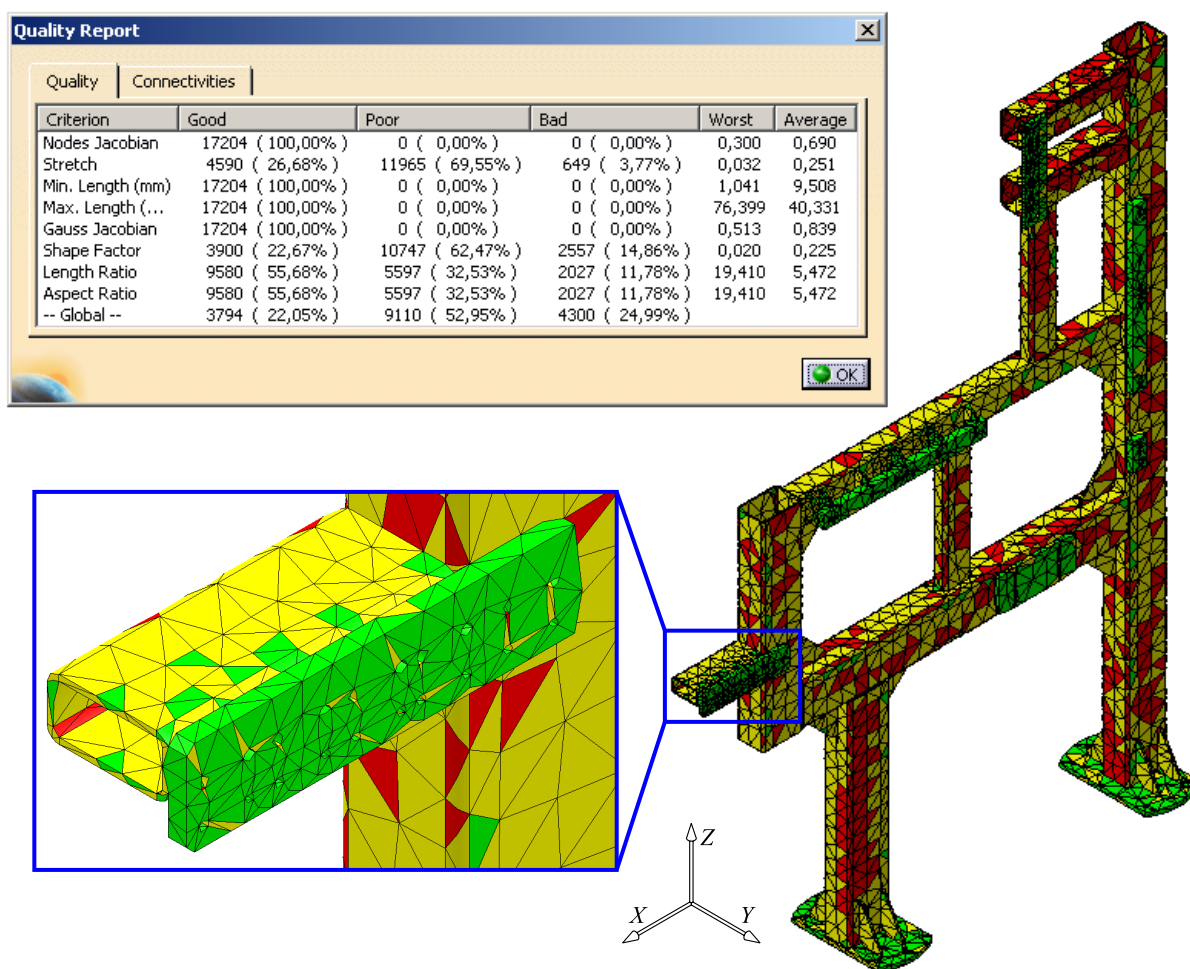 Quality Report
Quality Connectivities
Criterion Good Poor Bad Worst Average
Nodes Jacobian 17204 ( 100,00% ) 0 ( 0,00% ) 0 ( 0,00% ) 0,300 0,690
Stretch 4590 ( 26,68% ) 11965 ( 69,55% ) 649 ( 3,77% ) 0,032 0,251
Min. Length (mm) 17204 ( 100,00% ) 0 ( 0,00% ) 0 ( 0,00% ) 1,041 9,508
Max. Length (... 17204 ( 100,00% ) 0 ( 0,00% ) 0 ( 0,00% ) 76,399 40,331
Gauss Jacobian 17204 ( 100,00% ) 0 ( 0,00% ) 0 ( 0,00% ) 0,513 0,839
Shape Factor 3900 ( 22,67% ) 10747 ( 62,47% ) 2557 ( 14,86% ) 0,020 0,225
Length Ratio 9580 ( 55,68% ) 5597 ( 32,53% ) 2027 ( 11,78% ) 19,410 5,472
Aspect Ratio 9580 ( 55,68% ) 5597 ( 32,53% ) 2027 ( 11,78% ) 19,410 5,472
-- Global -- 3794 ( 22,05% ) 9110 ( 52,95% ) 4300 ( 24,99% )
OK
Z
X Y